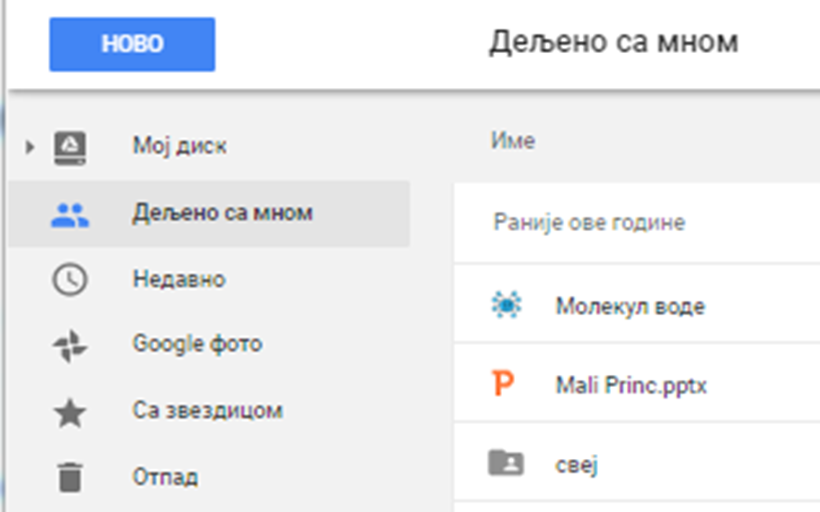 НОВО
Дељено са мном
Мој диск
Дељено са мном
Недавно
Google фото
Са звездицом
Отпад
Име
Раније ове године
Молекул воде
Mali Princ.pptx
свеј